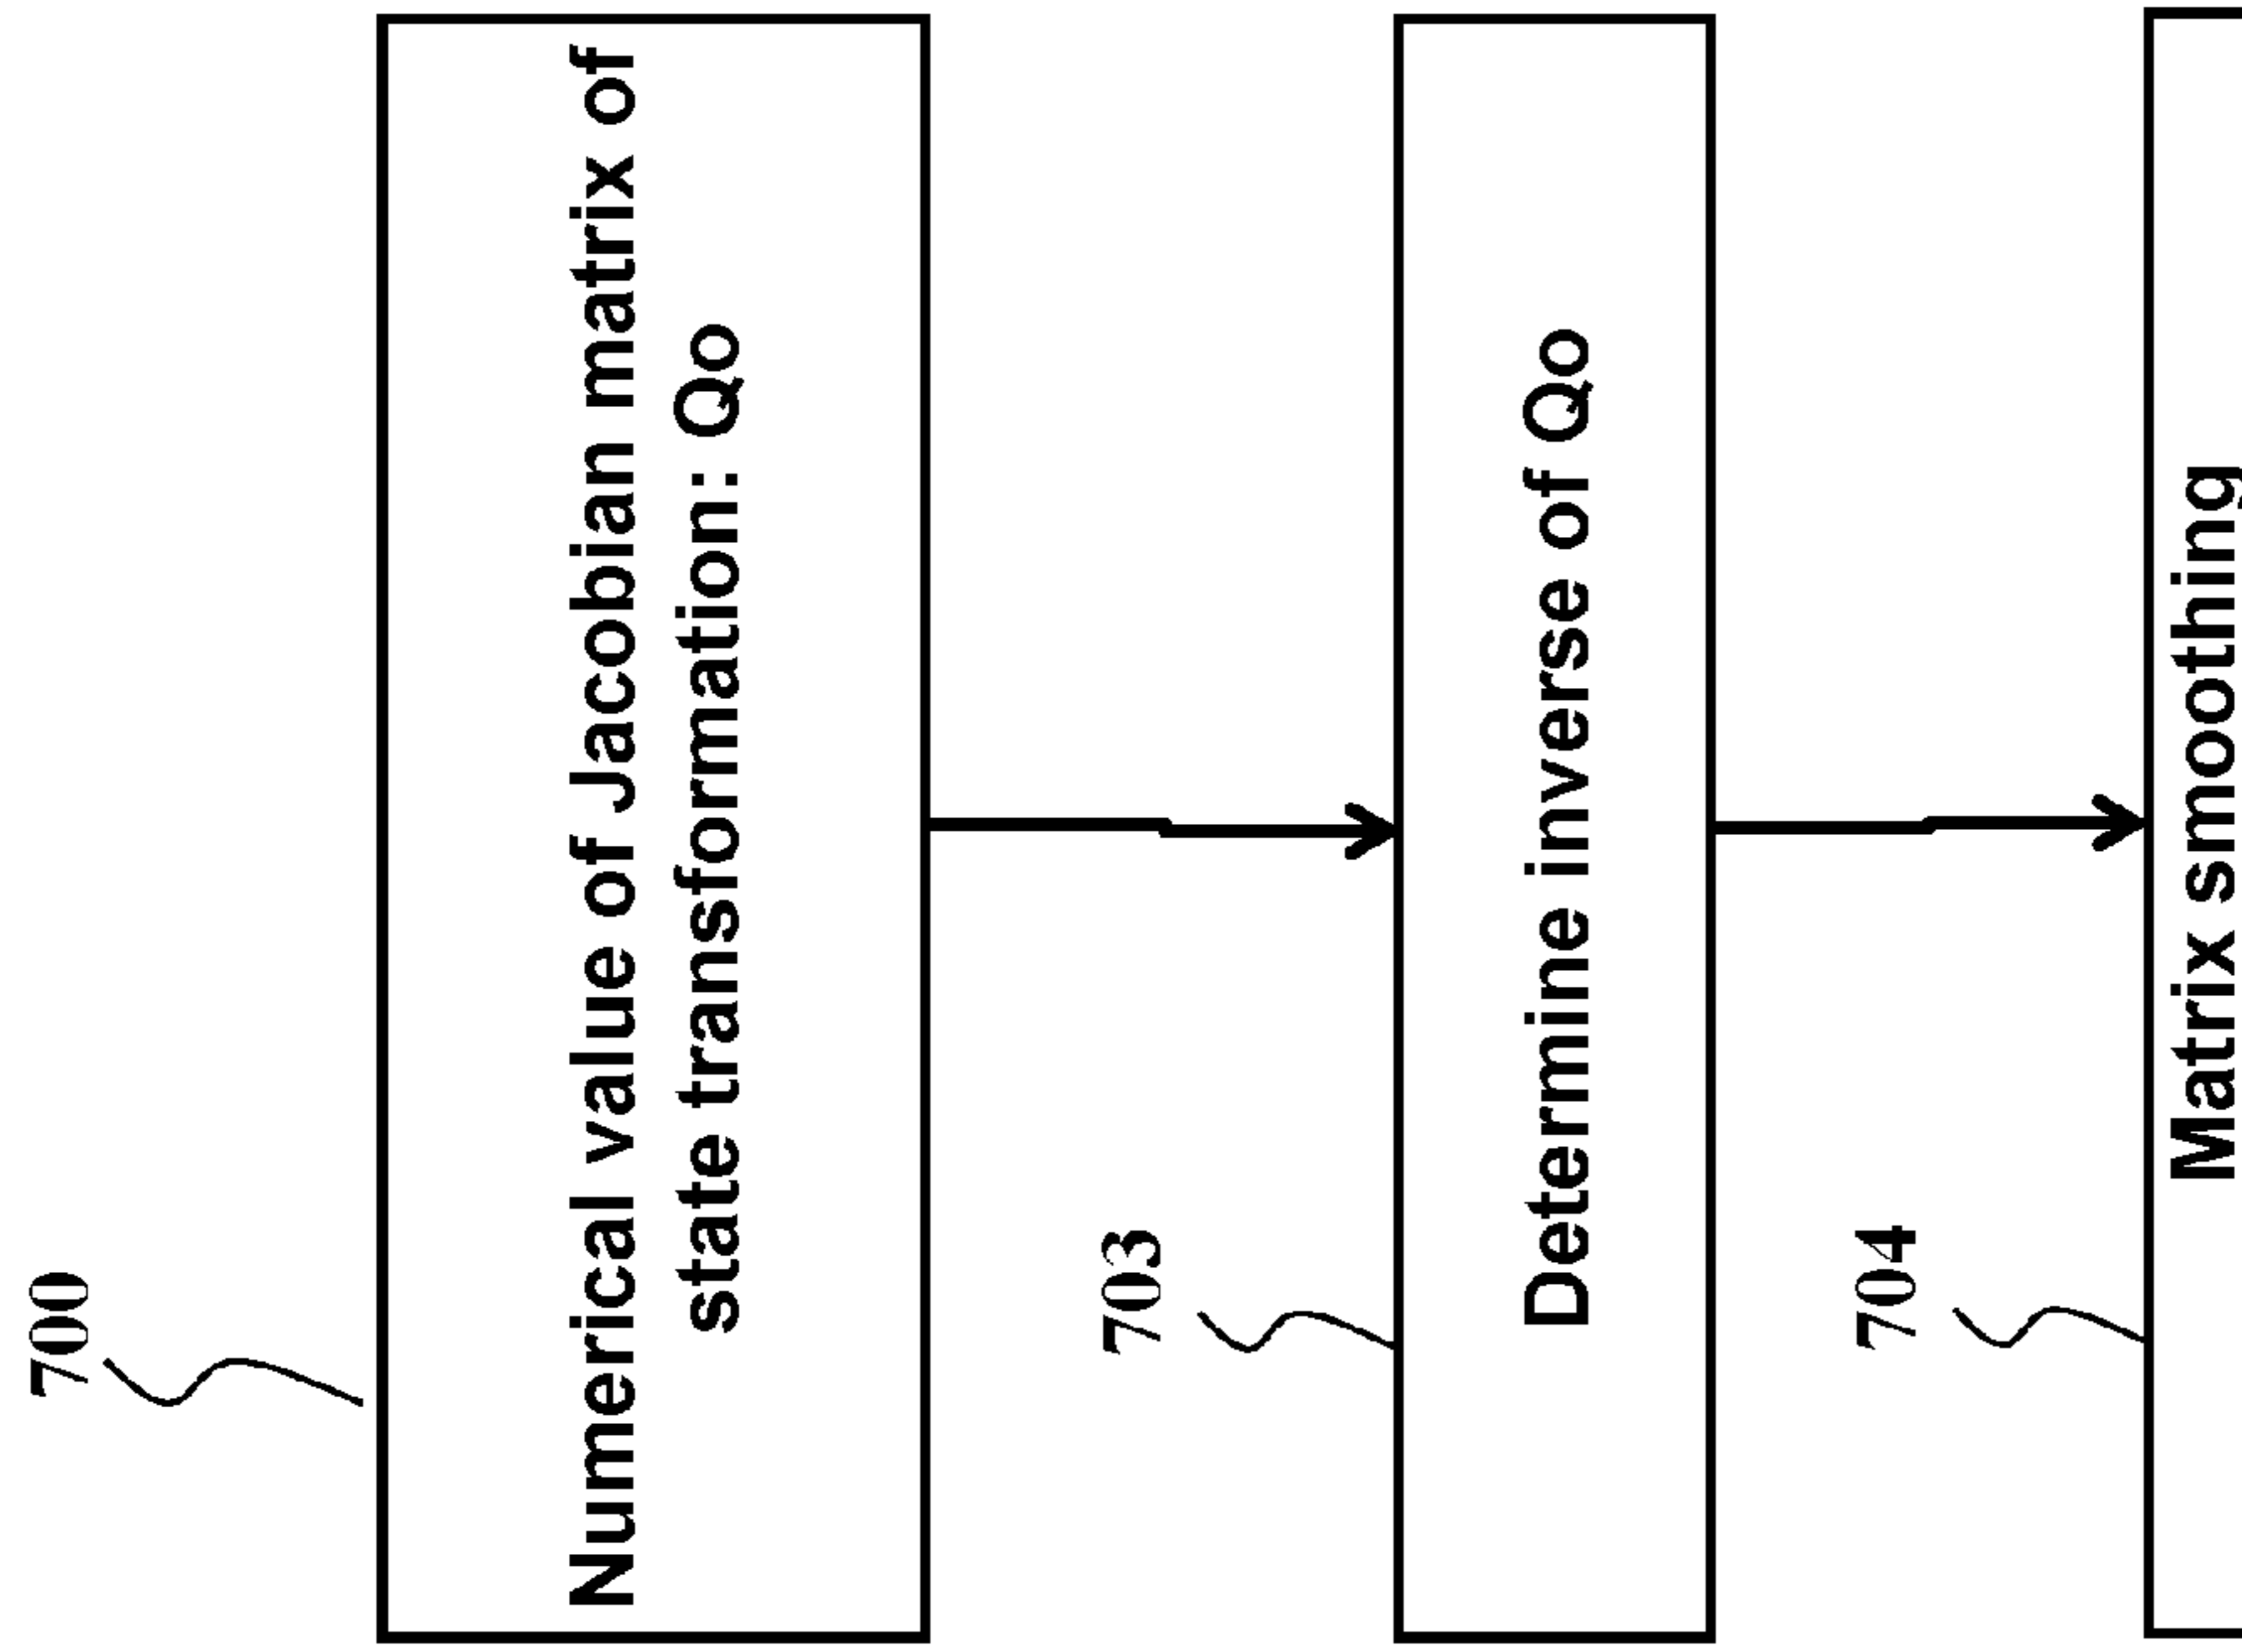 700
Numerical value of Jacobian matrix of
state transformation: Qo
703
Determine inverse of Qo
704
Matrix smoothing